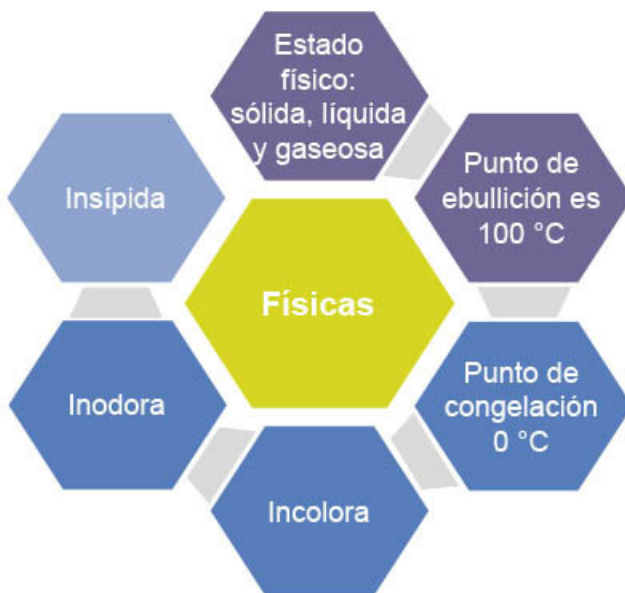 Estado
físico:
sólida, líquida
y gaseosa
Punto de
ebullición es
100 °C
Punto de
congelación
0 °C
Incolora
Inodora
Insípida
Físicas